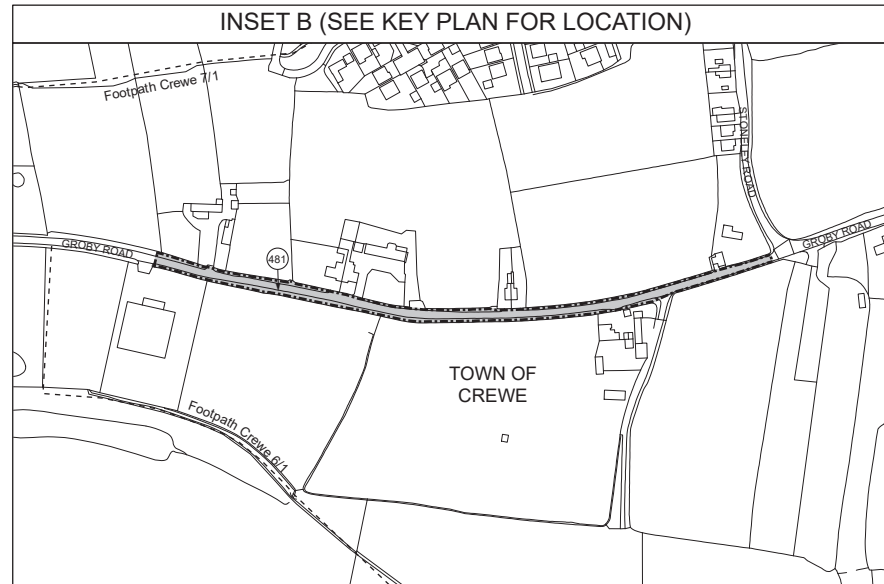 INSET B (SEE KEY PLAN FOR LOCATION)
Footpath Crewe 7/1
STONELEY ROAD
GROBY ROAD
GROBY ROAD
481
TOWN OF
CREWE
Footpath Crewe 6/1